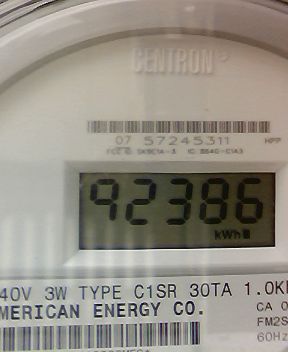 CENTRON®
07 57245311 HPP
92386
kWh
40V 3W TYPE C1SR 30TA 1.0K
MERICAN ENERGY CO. CA 0
FM2S
60Hz